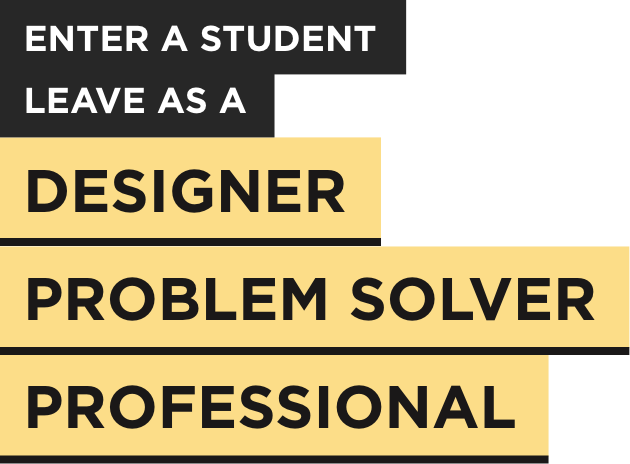 ENTER A STUDENT
LEAVE AS A
DESIGNER
PROBLEM SOLVER
PROFESSIONAL